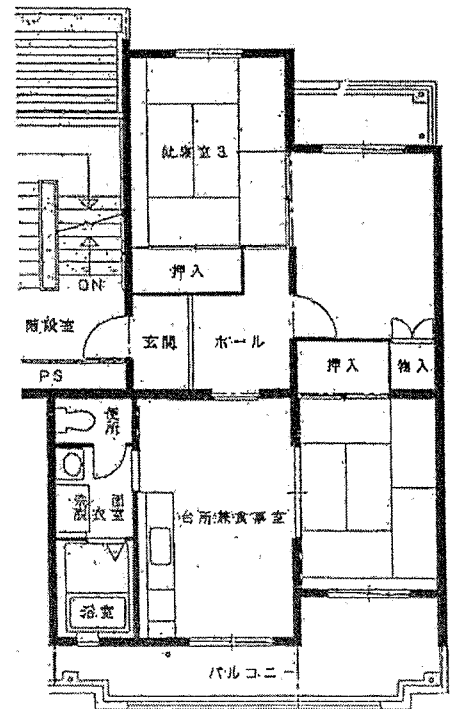 就寝室3
押入
DN
階段室
玄関
ホール
PS
押入
物入
便所
洗面
脱衣室
台所兼食事室
浴室
バルコニー